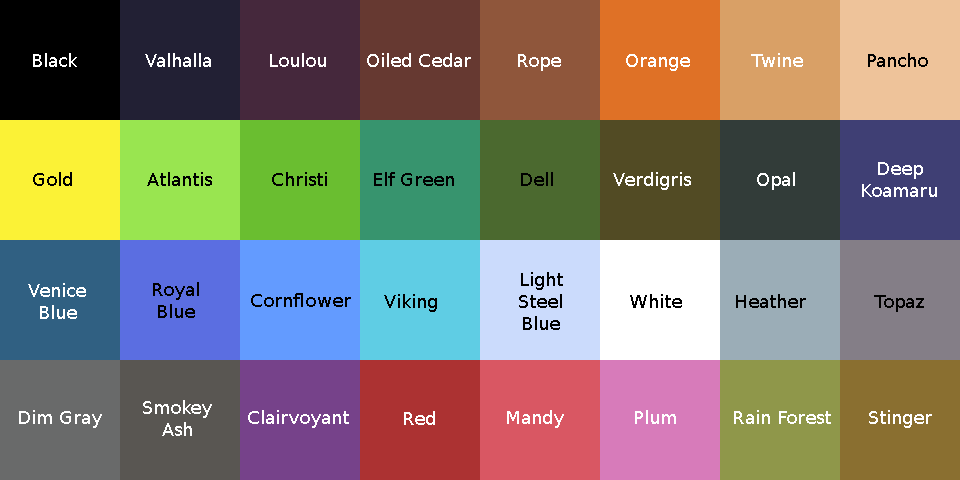 Black
Valhalla
Loulou
Oiled Cedar
Rope
Orange
Twine
Pancho
Gold
Atlantis
Christi
Elf Green
Dell
Verdigris
Opal
Deep
Koamaru
Venice
Blue
Royal
Blue
Cornflower
Viking
Light
Steel
Blue
White
Heather
Topaz
Dim Gray
Smokey
Ash
Clairvoyant
Red
Mandy
Plum
Rain Forest
Stinger